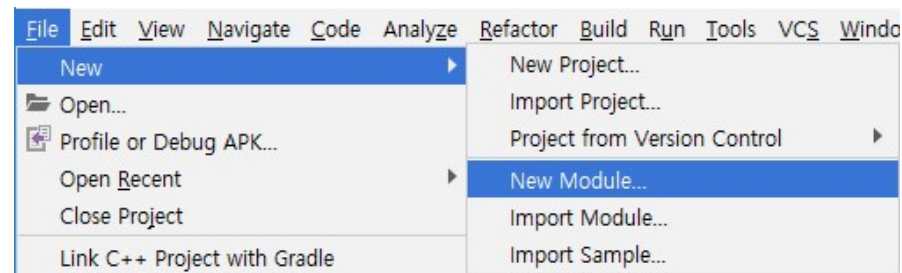 File Edit View Navigate Code Analyze Refactor Build Run Tools VCS Windo
New
Open...
Profile or Debug APK...
Open Recent
Close Project
Link C++ Project with Gradle
New Project...
Import Project...
Project from Version Control
New Module...
Import Module...
Import Sample...